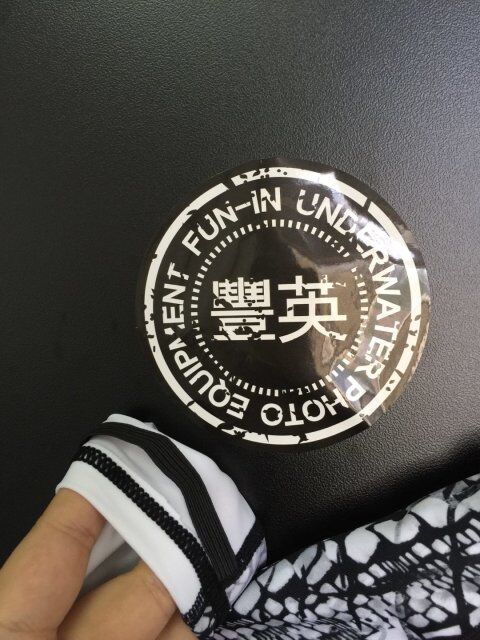 FUN-IN UNDERWATER PHOTO EQUIPMENT
豐英